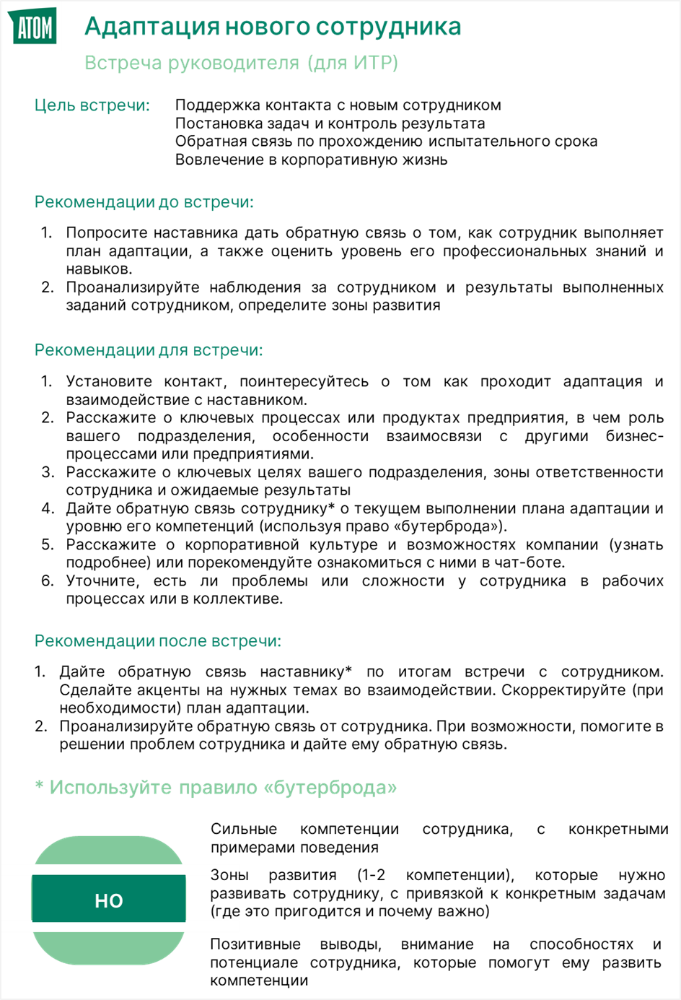 АТОМ
Адаптация нового сотрудника
Встреча руководителя (для ИТР)
Цель встречи:
Поддержка контакта с новым сотрудником
Постановка задач и контроль результата
Обратная связь по прохождению испытательного срока
Вовлечение в корпоративную жизнь
Рекомендации до встречи:
1. Попросите наставника дать обратную связь о том, как сотрудник выполняет
план адаптации, а также оценить уровень его профессиональных знаний и
навыков.
2. Проанализируйте наблюдения за сотрудником и результаты выполненных
заданий сотрудником, определите зоны развития
Рекомендации для встречи:
1. Установите контакт, поинтересуйтесь о том как проходит адаптация и
взаимодействие с наставником.
2. Расскажите о ключевых процессах или продуктах предприятия, в чем роль
вашего подразделения, особенности взаимосвязи с другими бизнес-
процессами или предприятиями.
3. Расскажите о ключевых целях вашего подразделения, зоны ответственности
сотрудника и ожидаемые результаты
4. Дайте обратную связь сотруднику* о текущем выполнении плана адаптации и
уровню его компетенций (используя право «бутерброда»).
5. Расскажите о корпоративной культуре и возможностях компании (узнать
подробнее) или порекомендуйте ознакомиться с ними в чат-боте.
6. Уточните, есть ли проблемы или сложности у сотрудника в рабочих
процессах или в коллективе.
Рекомендации после встречи:
1. Дайте обратную связь наставнику* по итогам встречи с сотрудником.
Сделайте акценты на нужных темах во взаимодействии. Скорректируйте (при
необходимости) план адаптации.
2. Проанализируйте обратную связь от сотрудника. При возможности, помогите в
решении проблем сотрудника и дайте ему обратную связь.
* Используйте правило «бутерброда»
Сильные компетенции сотрудника, с конкретными
примерами поведения
НО
Зоны развития (1-2 компетенции), которые нужно
развивать сотруднику, с привязкой к конкретным задачам
(где это пригодится и почему важно)
Позитивные выводы, внимание на способностях и
потенциале сотрудника, которые помогут ему развить
компетенции